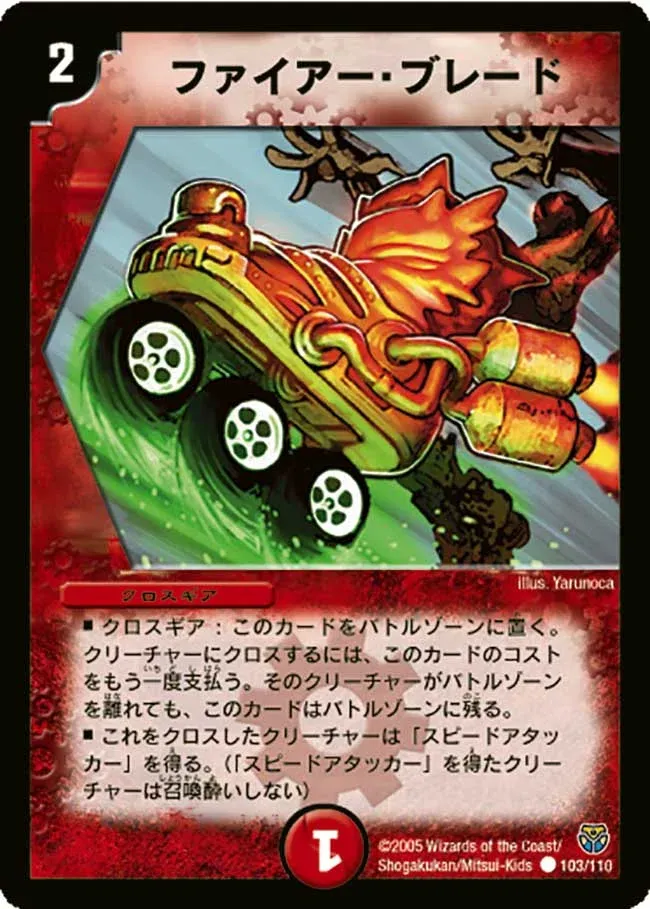 2
ファイアー・ブレード
illus. Yarunoca
クロスギア
■ クロスギア：このカードをバトルゾーンに置く。
クリーチャーにクロスするには、このカードのコスト
をもう一度支払う。そのクリーチャーがバトルゾーン
を離れても、このカードはバトルゾーンに残る。
■ これをクロスしたクリーチャーは「スピードアタッ
カー」を得る。（「スピードアタッカー」を得たクリー
チャーは召喚酔いしない）
1
©2005 Wizards of the Coast/
Shogakukan/Mitsui-Kids ● 103/110